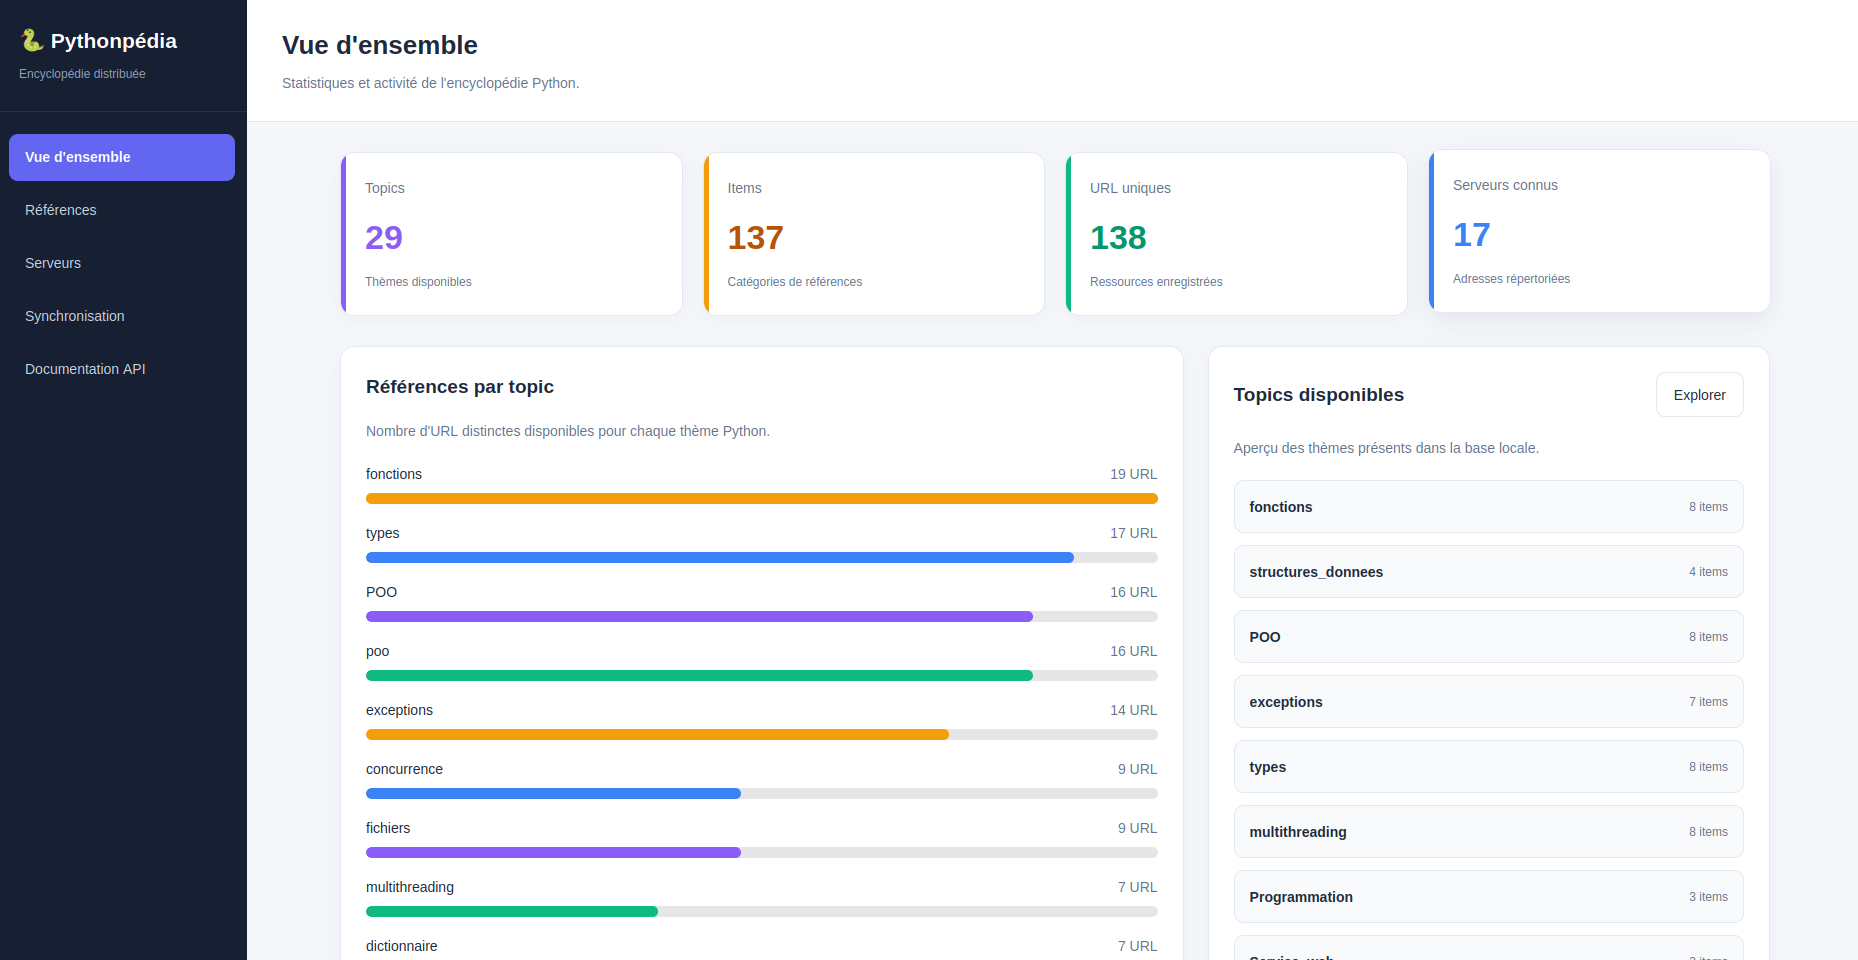 🐍 Pythonpédia
Encyclopédie distribuée
Vue d'ensemble
Références
Serveurs
Synchronisation
Documentation API
Vue d'ensemble
Statistiques et activité de l'encyclopédie Python.
Topics
29
Thèmes disponibles
Items
137
Catégories de références
URL uniques
138
Ressources enregistrées
Serveurs connus
17
Adresses répertoriées
Références par topic
Nombre d'URL distinctes disponibles pour chaque thème Python.
fonctions 19 URL
types 17 URL
POO 16 URL
poo 16 URL
exceptions 14 URL
concurrence 9 URL
fichiers 9 URL
multithreading 7 URL
dictionnaire 7 URL
Topics disponibles
Explorer
Aperçu des thèmes présents dans la base locale.
fonctions 8 items
structures_donnees 4 items
POO 8 items
exceptions 7 items
types 8 items
multithreading 8 items
Programmation 3 items